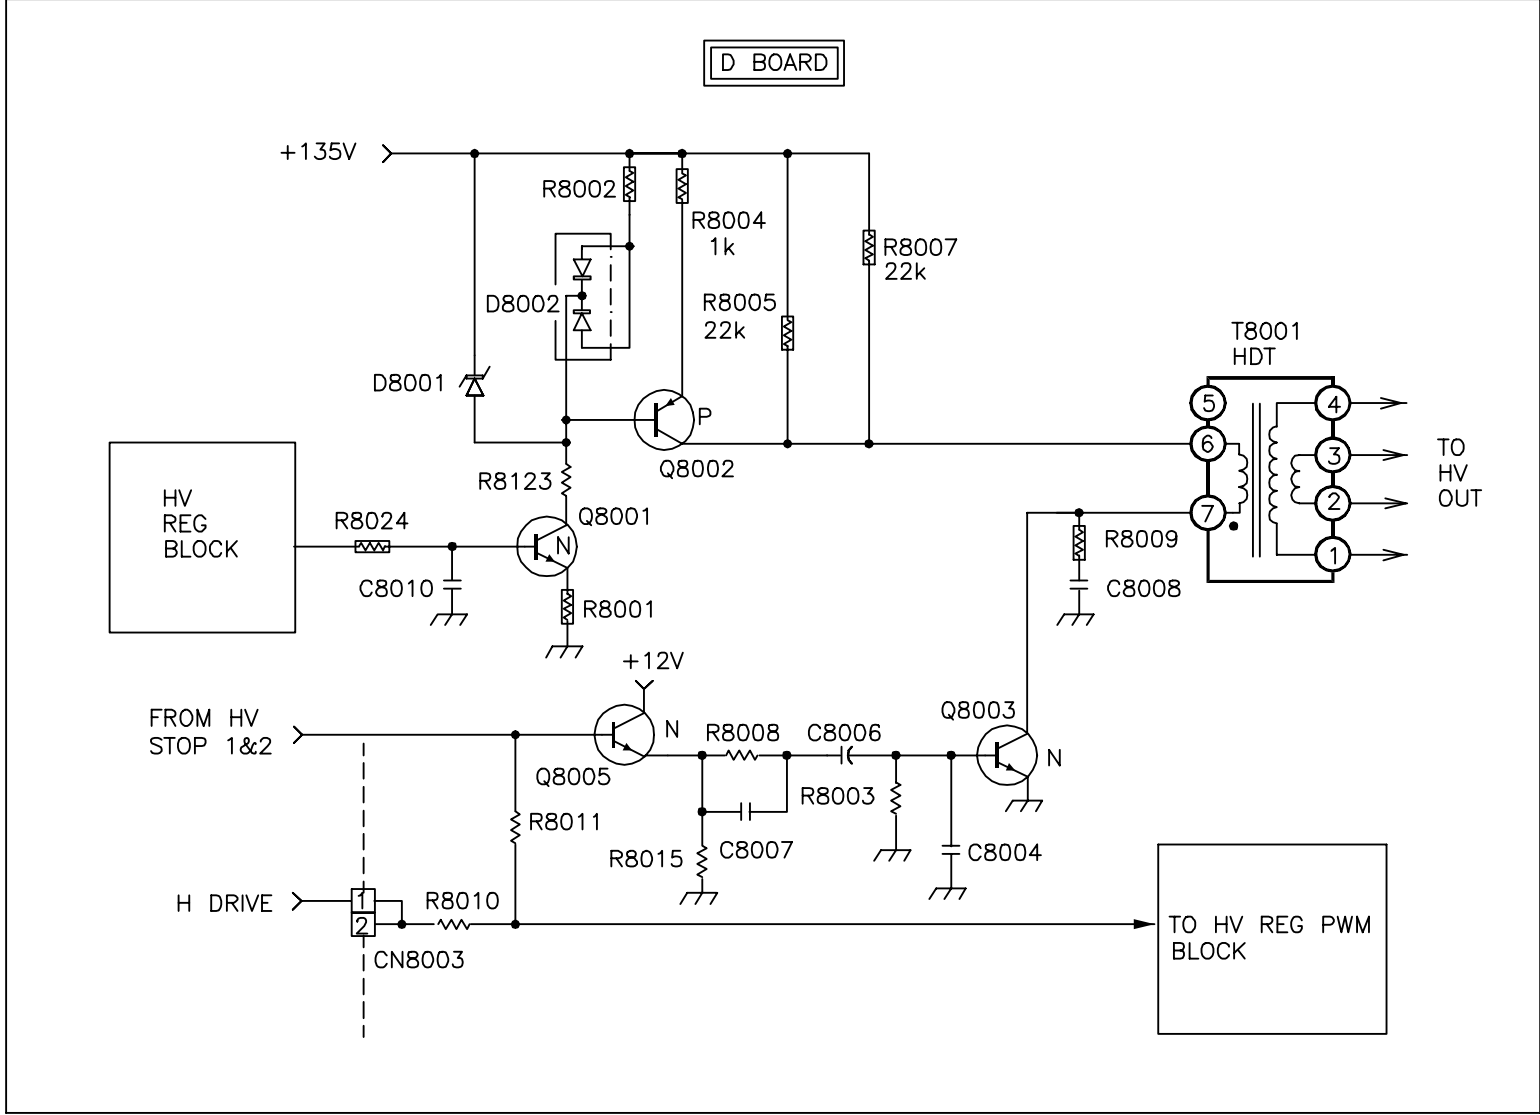 D BOARD
+135V
R8002
R8004
1k
R8007
22k
D8002
R8005
22k
T8001
HDT
D8001
P
5
4
6
3
TO
HV
OUT
Q8002
R8123
HV
REG
BLOCK
R8024
Q8001
N
2
7
R8009
1
C8010
R8001
C8008
+12V
FROM HV
STOP 1&2
N
R8008
C8006
Q8003
N
Q8005
R8003
R8011
R8015
C8007
C8004
H DRIVE
1
2
R8010
CN8003
TO HV REG PWM
BLOCK